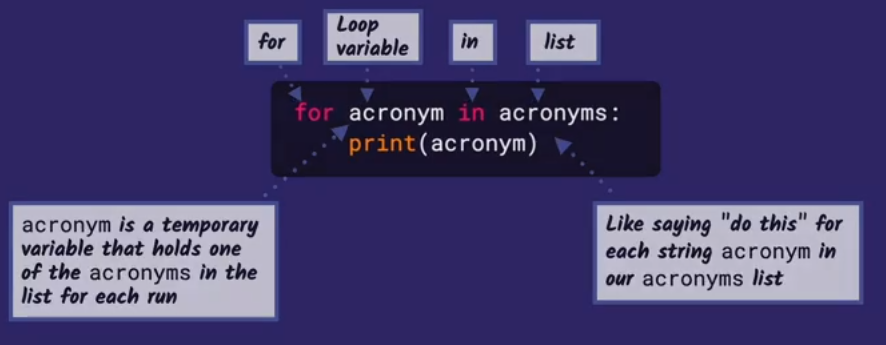 for
Loop
variable
in
list
for acronym in acronyms:
print(acronym)
acronym is a temporary
variable that holds one
of the acronyms in the
list for each run
Like saying "do this" for
each string acronym in
our acronyms list